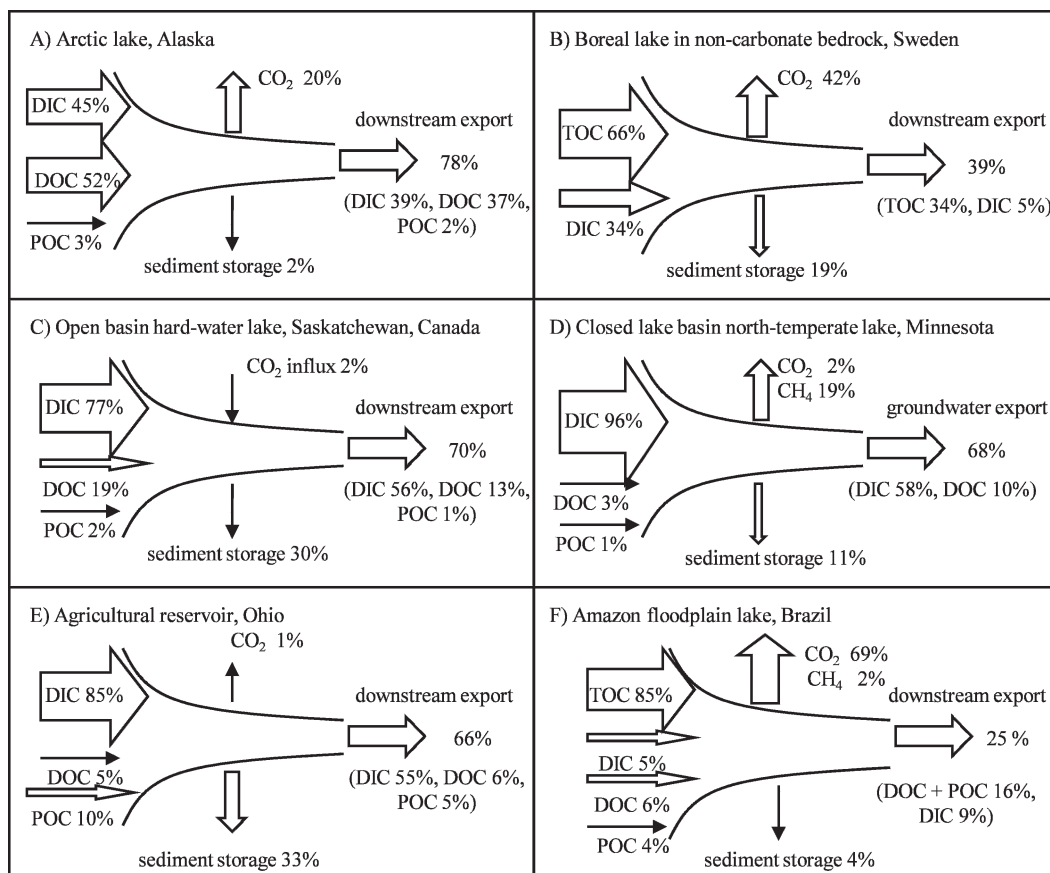 A) Arctic lake, Alaska
CO₂ 20%
DIC 45%
downstream export
DOC 52%
78%
(DIC 39%, DOC 37%,
POC 2%)
POC 3%
sediment storage 2%
B) Boreal lake in non-carbonate bedrock, Sweden
CO₂ 42%
downstream export
TOC 66%
39%
(TOC 34%, DIC 5%)
DIC 34%
sediment storage 19%
C) Open basin hard-water lake, Saskatchewan, Canada
CO₂ influx 2%
DIC 77%
downstream export
70%
DOC 19%
(DIC 56%, DOC 13%,
POC 1%)
POC 2%
sediment storage 30%
D) Closed lake basin north-temperate lake, Minnesota
CO₂ 2%
CH₄ 19%
DIC 96%
groundwater export
68%
DOC 3%
(DIC 58%, DOC 10%)
POC 1%
sediment storage 11%
E) Agricultural reservoir, Ohio
CO₂ 1%
DIC 85%
downstream export
66%
DOC 5%
(DIC 55%, DOC 6%,
POC 5%)
POC 10%
sediment storage 33%
F) Amazon floodplain lake, Brazil
CO₂ 69%
CH₄ 2%
TOC 85%
downstream export
25 %
DIC 5%
(DOC + POC 16%,
DIC 9%)
DOC 6%
POC 4%
sediment storage 4%